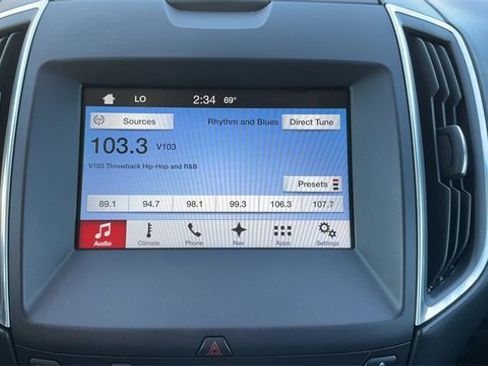 LO 2:34 69°
Sources Rhythm and Blues Direct Tune
103.3 V103
V103 Throwback Hip-Hop and R&B
Presets
89.1 94.7 98.1 99.3 106.3 107.7
Audio Climate Phone Nav Apps Settings